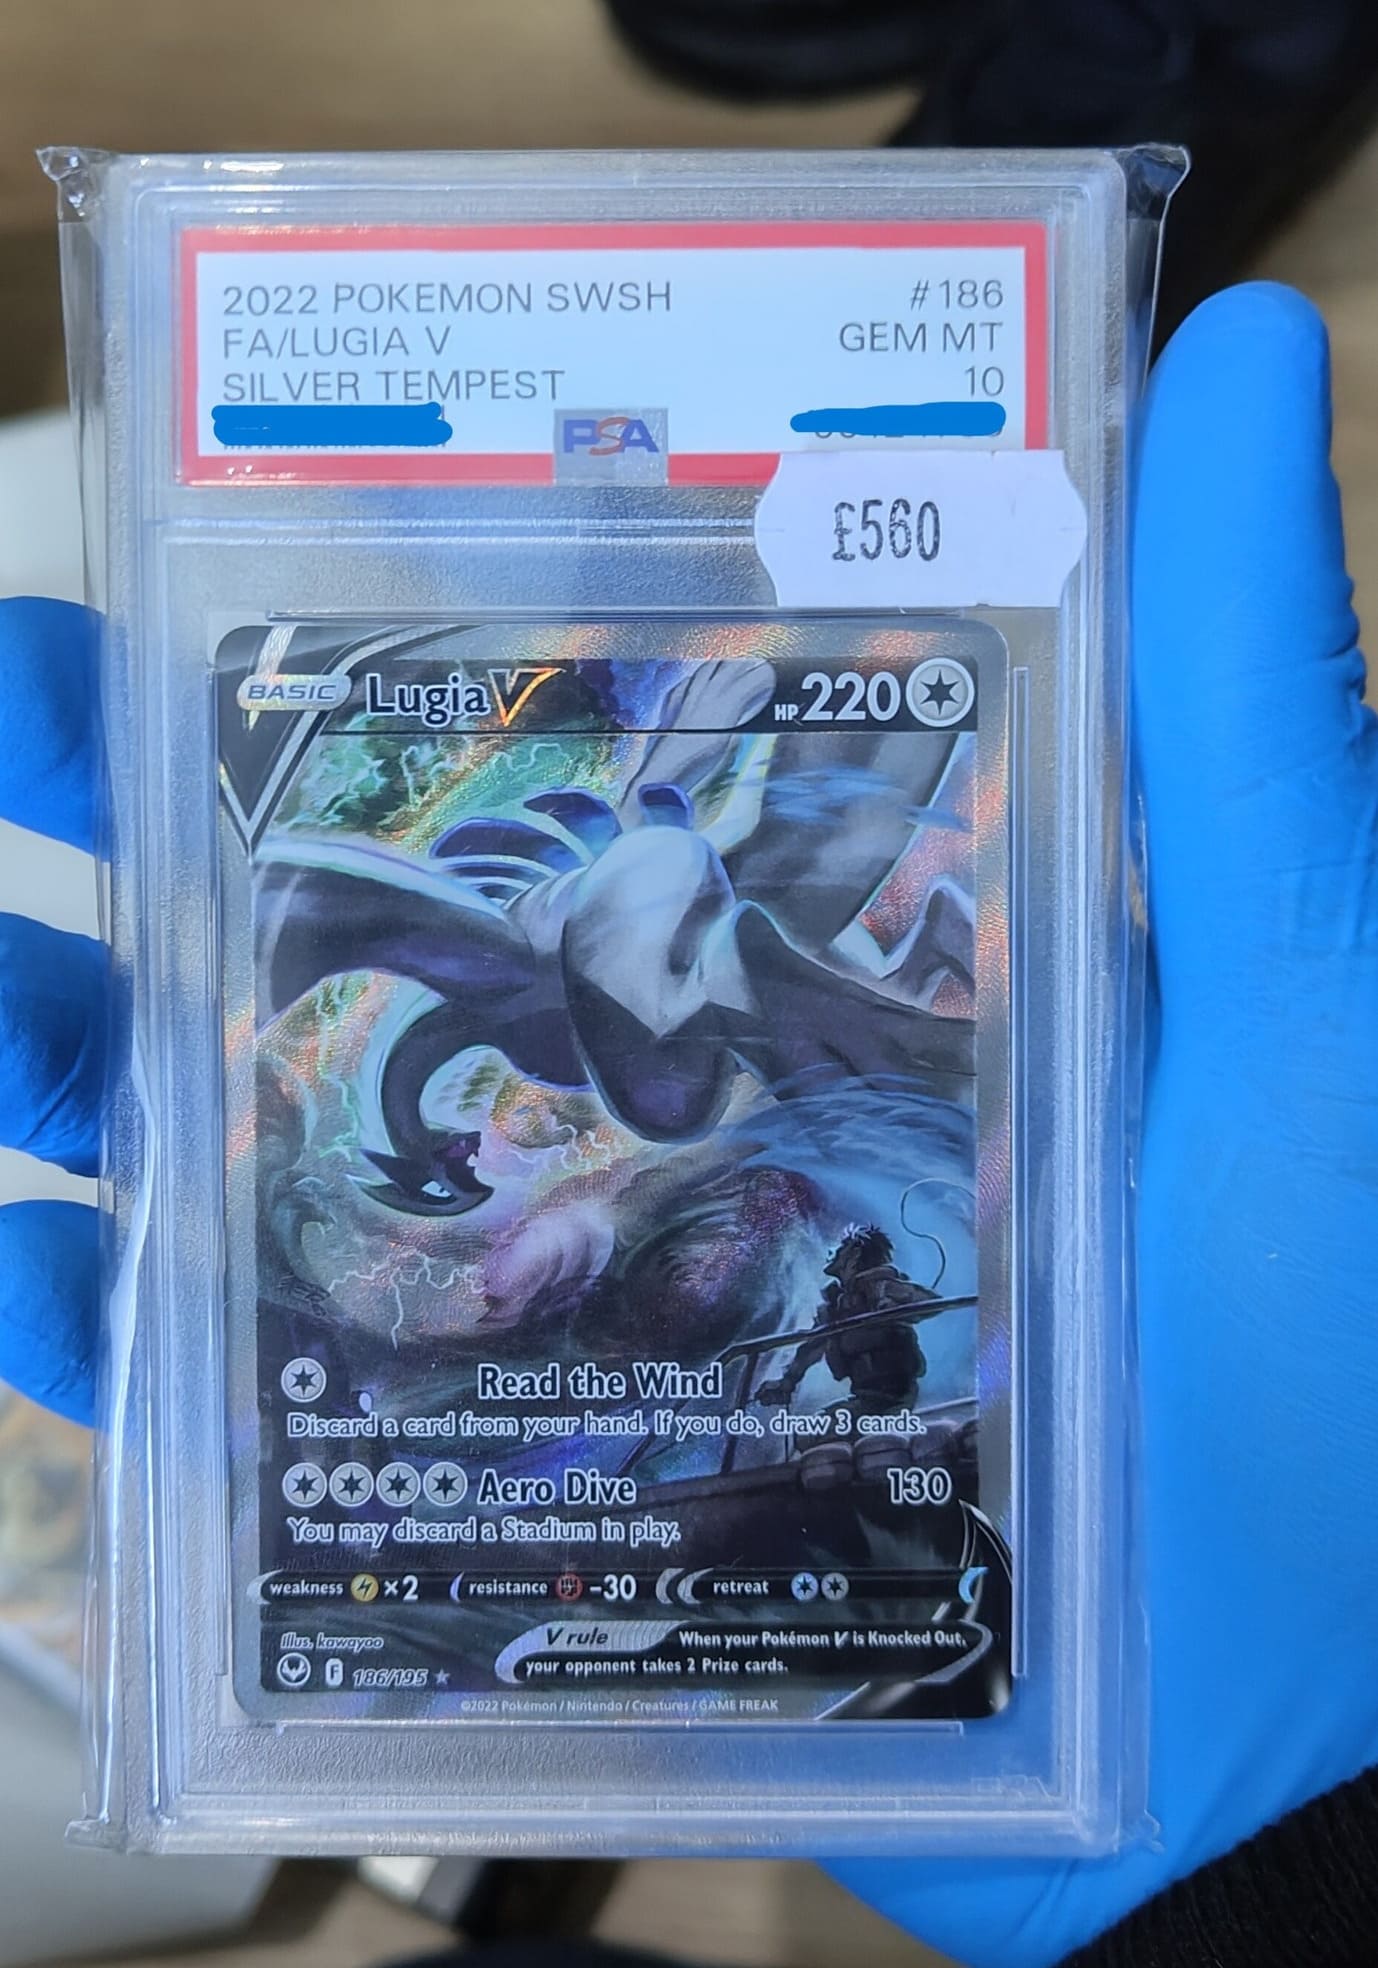 2022 POKEMON SWSH #186
FA/LUGIA V GEM MT
SILVER TEMPEST 10
PSA
£560
BASIC Lugia V HP 220
Read the Wind
Discard a card from your hand. If you do, draw 3 cards.
Aero Dive 130
You may discard a Stadium in play.
weakness ×2 resistance -30 retreat
Illus. kawayoo
V rule When your Pokémon V is Knocked Out,
your opponent takes 2 Prize cards.
F 186/195
©2022 Pokémon / Nintendo / Creatures / GAME FREAK